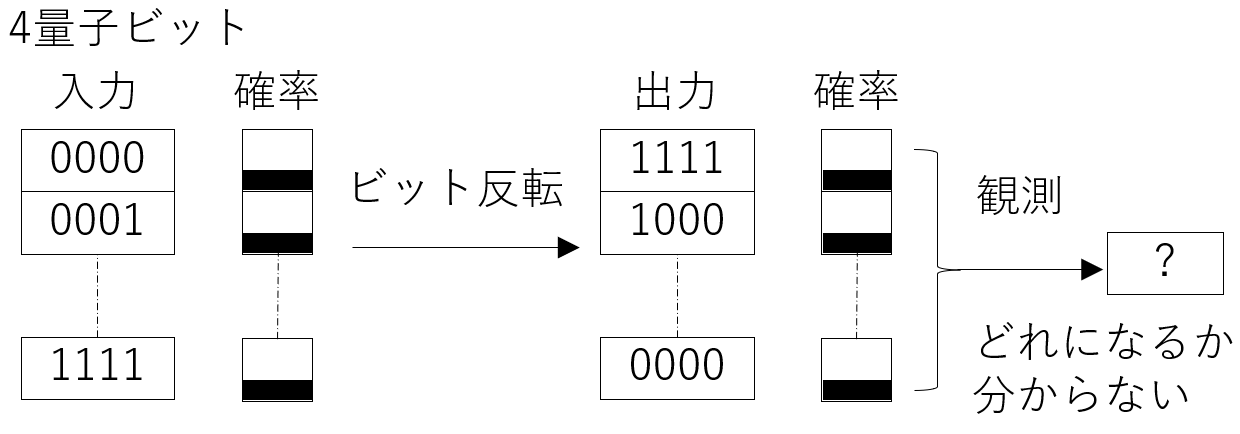 4量子ビット
入力
確率
出力
確率
0000
0001
1111
ビット反転
1111
1000
0000
観測
?
どれになるか
分からない